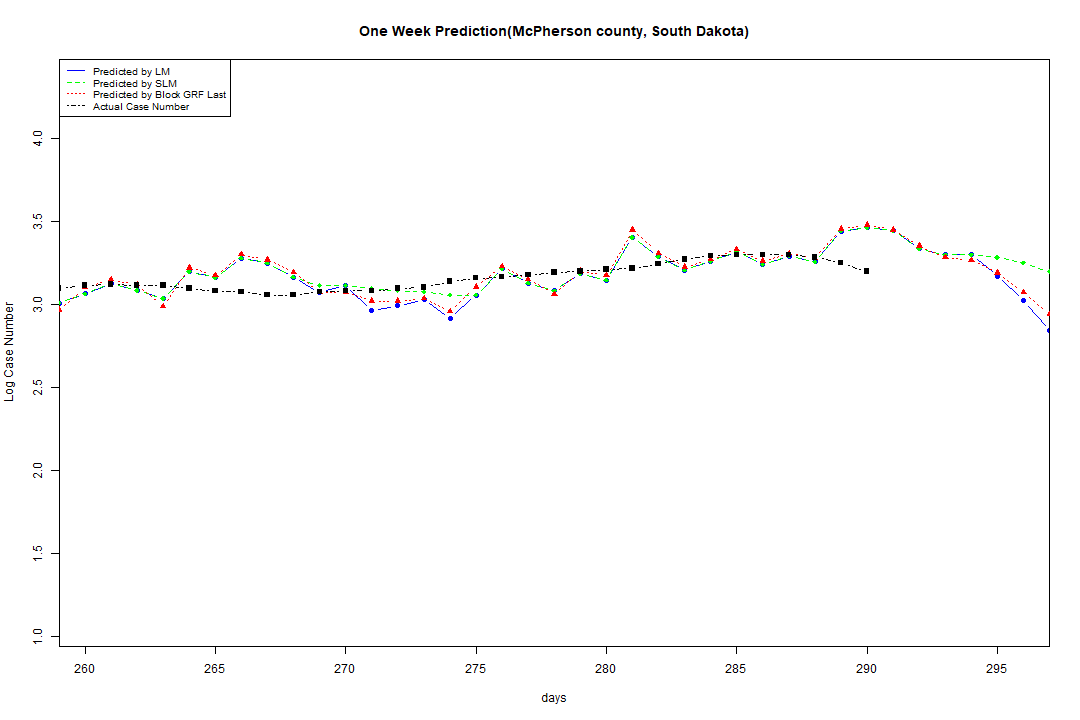 One Week Prediction(McPherson county, South Dakota)
Predicted by LM
Predicted by SLM
Predicted by Block GRF Last
Actual Case Number
4.0
3.5
3.0
2.5
2.0
1.5
1.0
Log Case Number
260 265 270 275 280 285 290 295
days